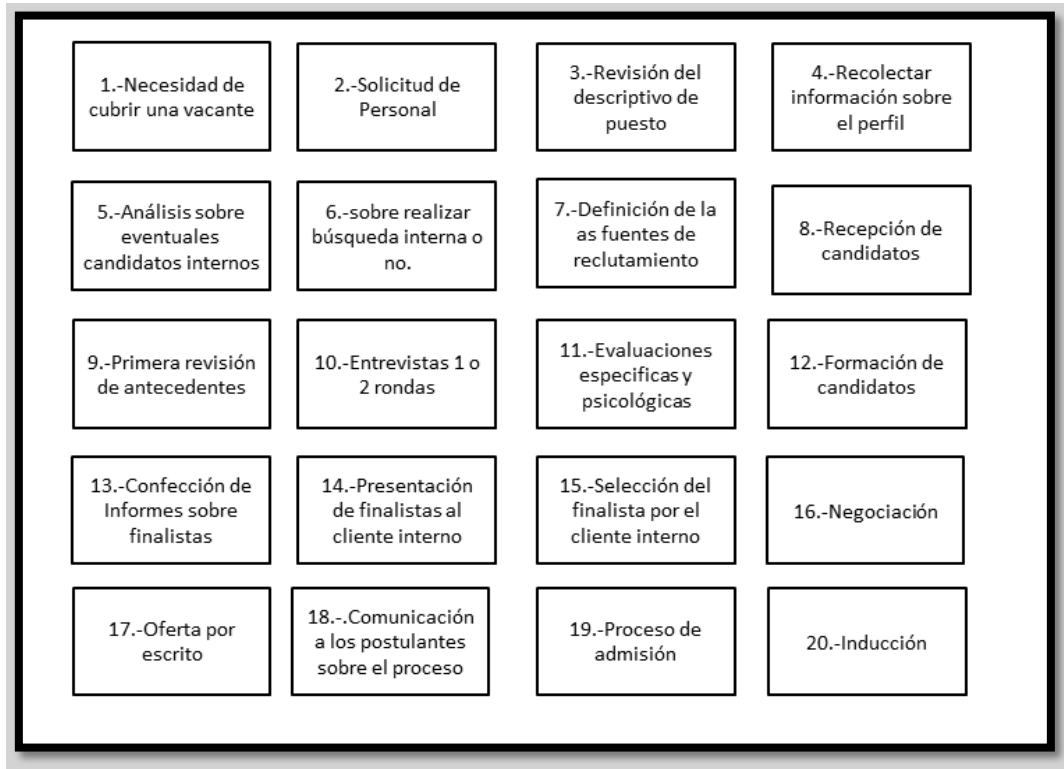 1.-Necesidad de
cubrir una vacante
2.-Solicitud de
Personal
3.-Revisión del
descriptivo de
puesto
4.-Recolectar
información sobre
el perfil
5.-Análisis sobre
eventuales
candidatos internos
6.-sobre realizar
búsqueda interna o
no.
7.-Definición de la
as fuentes de
reclutamiento
8.-Recepción de
candidatos
9.-Primera revisión
de antecedentes
10.-Entrevistas 1 o
2 rondas
11.-Evaluaciones
especificas y
psicológicas
12.-Formación de
candidatos
13.-Confección de
Informes sobre
finalistas
14.-Presentación
de finalistas al
cliente interno
15.-Selección del
finalista por el
cliente interno
16.-Negociación
17.-Oferta por
escrito
18.-.Comunicación
a los postulantes
sobre el proceso
19.-Proceso de
admisión
20.-Inducción